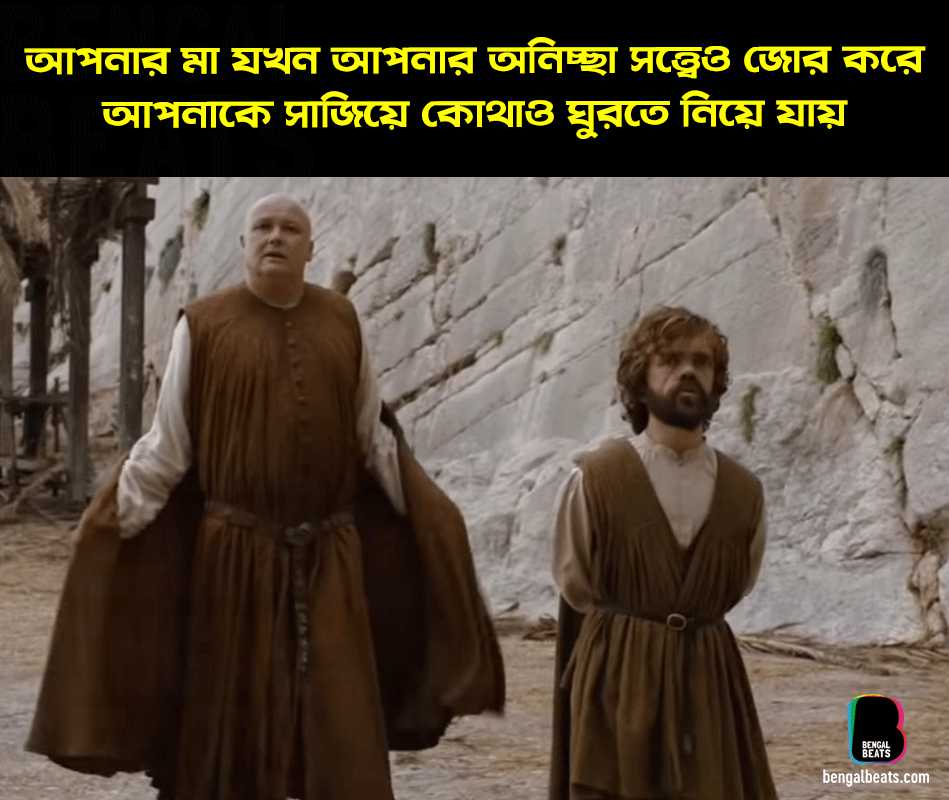 আপনার মা যখন আপনার অনিচ্ছা সত্ত্বেও জোর করে
আপনাকে সাজিয়ে কোথাও ঘুরতে নিয়ে যায়
BENGAL
BEATS
bengalbeats.com